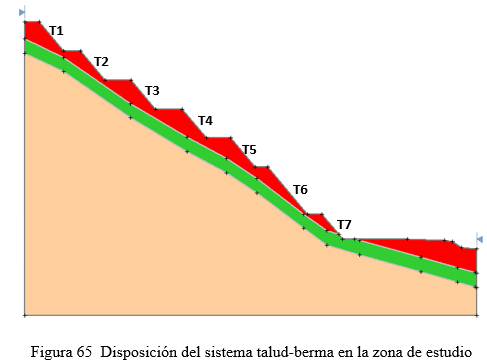 T1
T2
T3
T4
T5
T6
T7
Figura 65 Disposición del sistema talud-berma en la zona de estudio